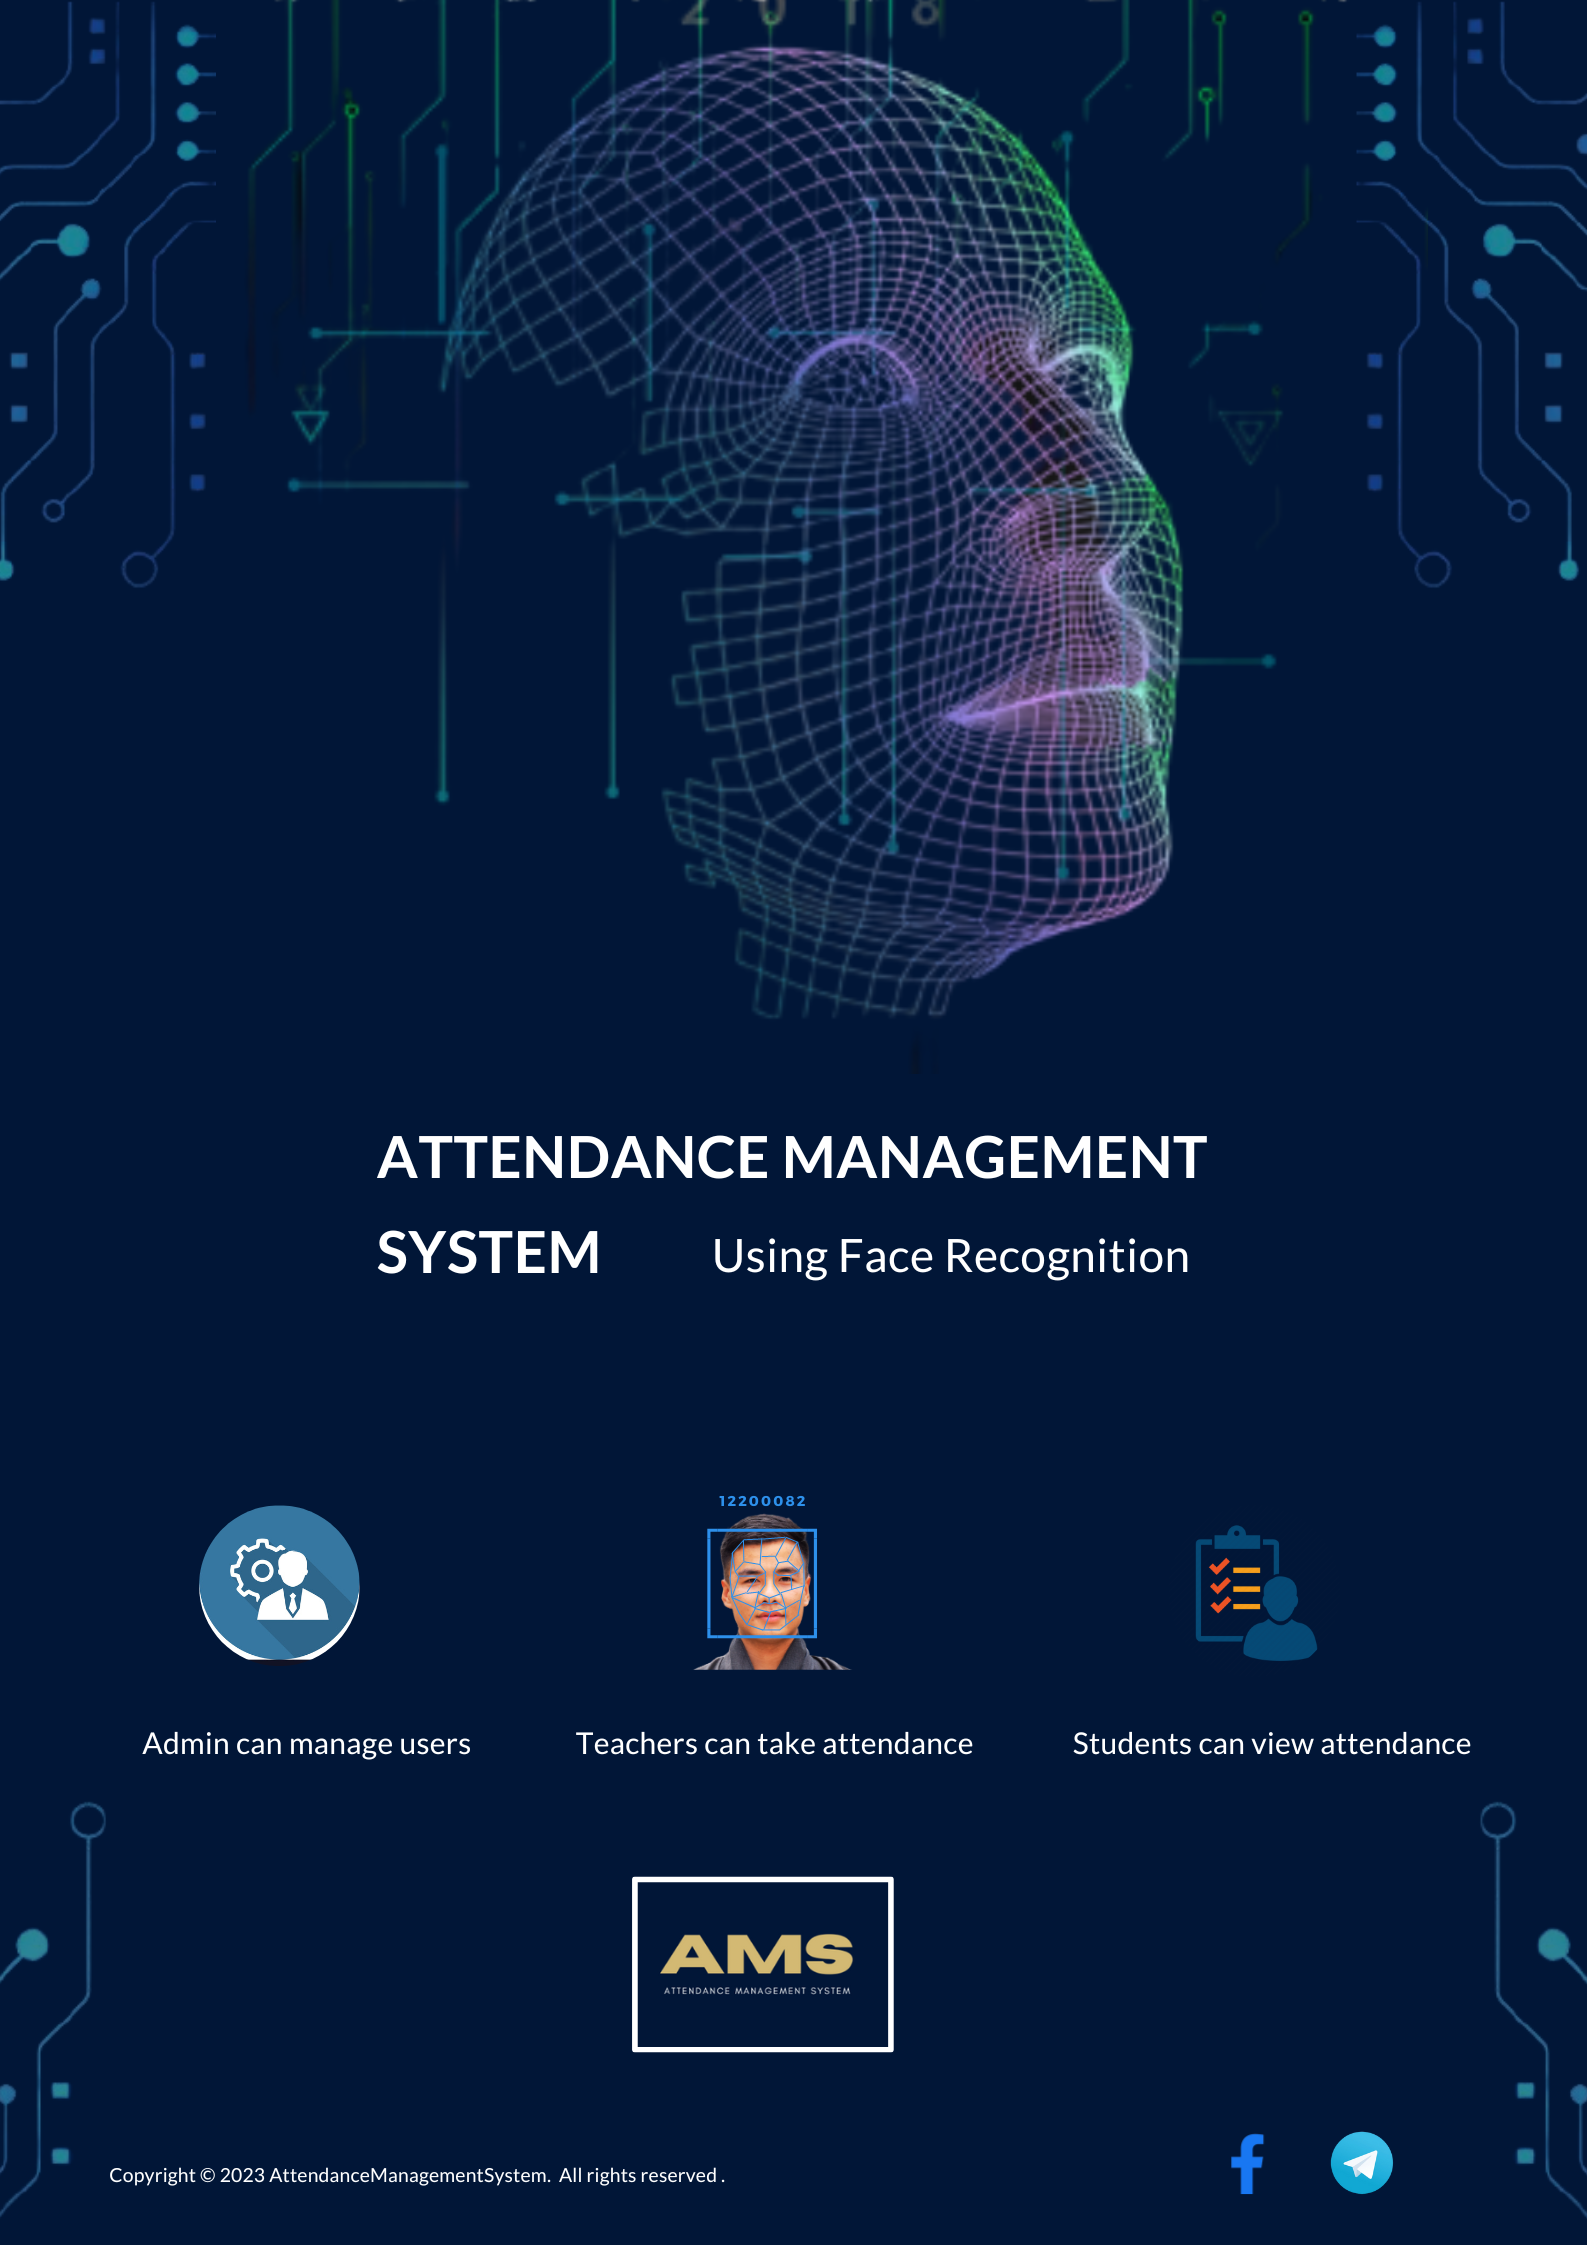 2018
ATTENDANCE MANAGEMENT
SYSTEM Using Face Recognition
12200082
Admin can manage users
Teachers can take attendance
Students can view attendance
AMS
ATTENDANCE MANAGEMENT SYSTEM
Copyright © 2023 AttendanceManagementSystem. All rights reserved .